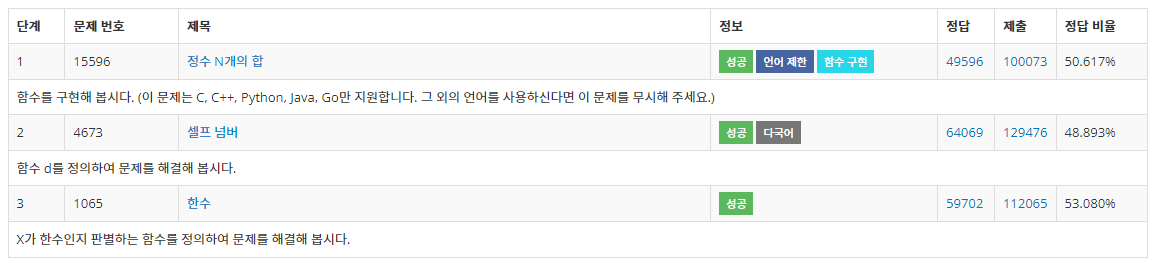 단계 문제 번호 제목 정보 정답 제출 정답 비율
1 15596 정수 N개의 합 성공 언어 제한 함수 구현 49596 100073 50.617%
함수를 구현해 봅시다. (이 문제는 C, C++, Python, Java, Go만 지원합니다. 그 외의 언어를 사용하신다면 이 문제를 무시해 주세요.)
2 4673 셀프 넘버 성공 다국어 64069 129476 48.893%
함수 d를 정의하여 문제를 해결해 봅시다.
3 1065 한수 성공 59702 112065 53.080%
X가 한수인지 판별하는 함수를 정의하여 문제를 해결해 봅시다.